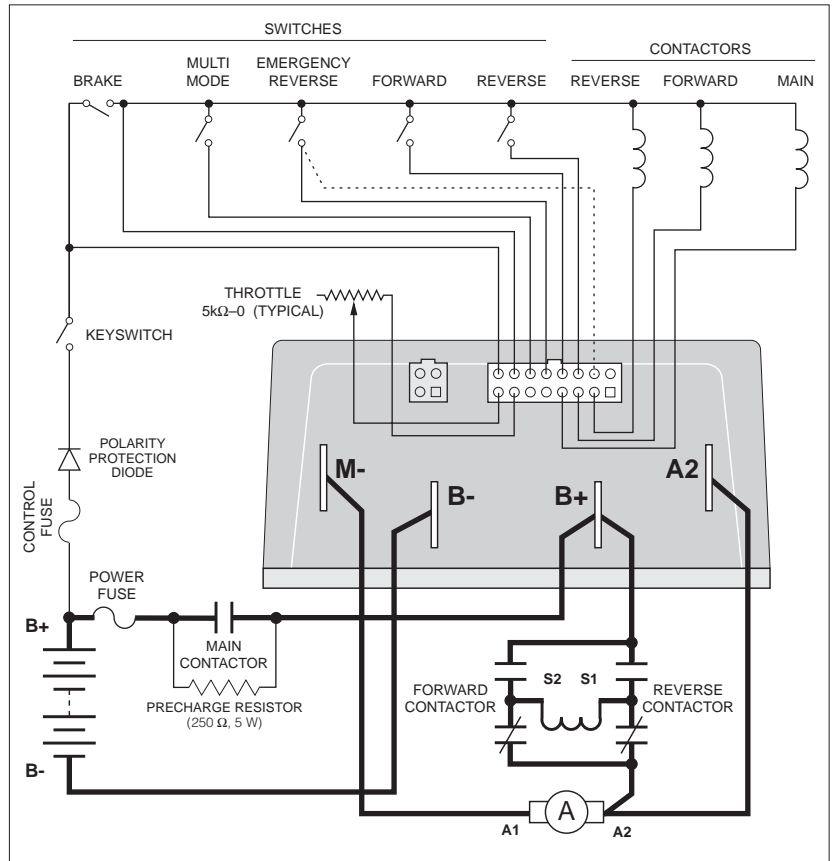 SWITCHES
CONTACTORS
BRAKE
MULTI
MODE
EMERGENCY
REVERSE
FORWARD
REVERSE
REVERSE
FORWARD
MAIN
THROTTLE
5kΩ–0 (TYPICAL)
KEYSWITCH
POLARITY
PROTECTION
DIODE
CONTROL
FUSE
M-
B-
B+
A2
POWER
FUSE
B+
MAIN
CONTACTOR
PRECHARGE RESISTOR
(250 Ω, 5 W)
FORWARD
CONTACTOR
S2
S1
REVERSE
CONTACTOR
B-
A
A1
A2